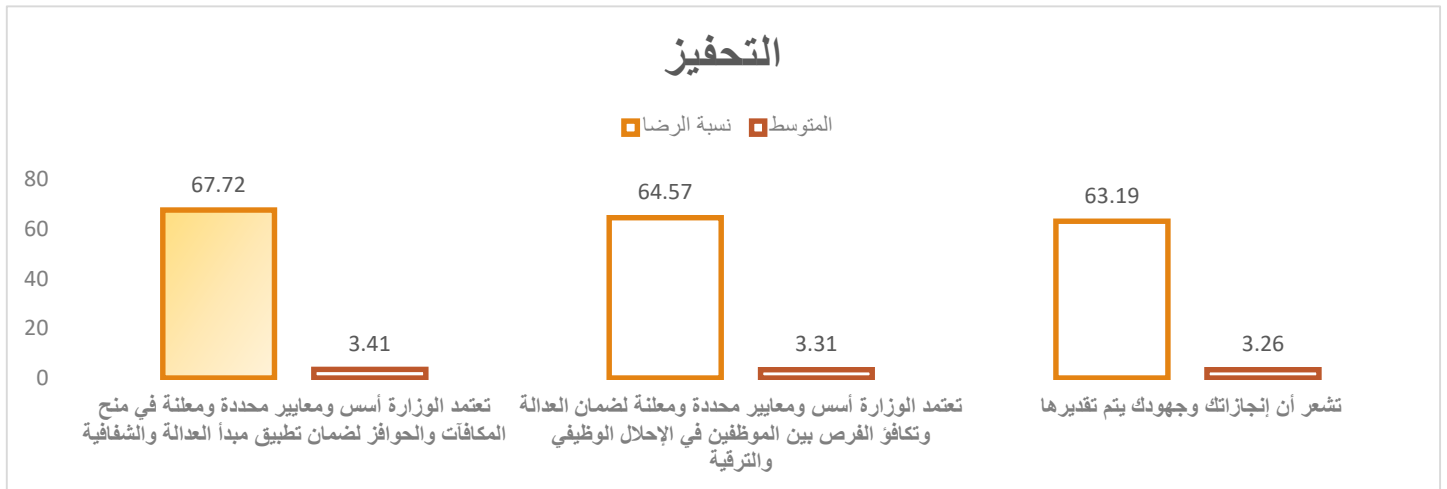 التحفيز
نسبة الرضا
المتوسط
80
60
40
20
0
67.72
3.41
64.57
3.31
63.19
3.26
تعتمد الوزارة أسس ومعايير محددة ومعلنة في منح
المكافآت والحوافز لضمان تطبيق مبدأ العدالة والشفافية
تعتمد الوزارة أسس ومعايير محددة ومعلنة لضمان العدالة
وتكافؤ الفرص بين الموظفين في الإحلال الوظيفي
والترقية
تشعر أن إنجازاتك وجهودك يتم تقديرها